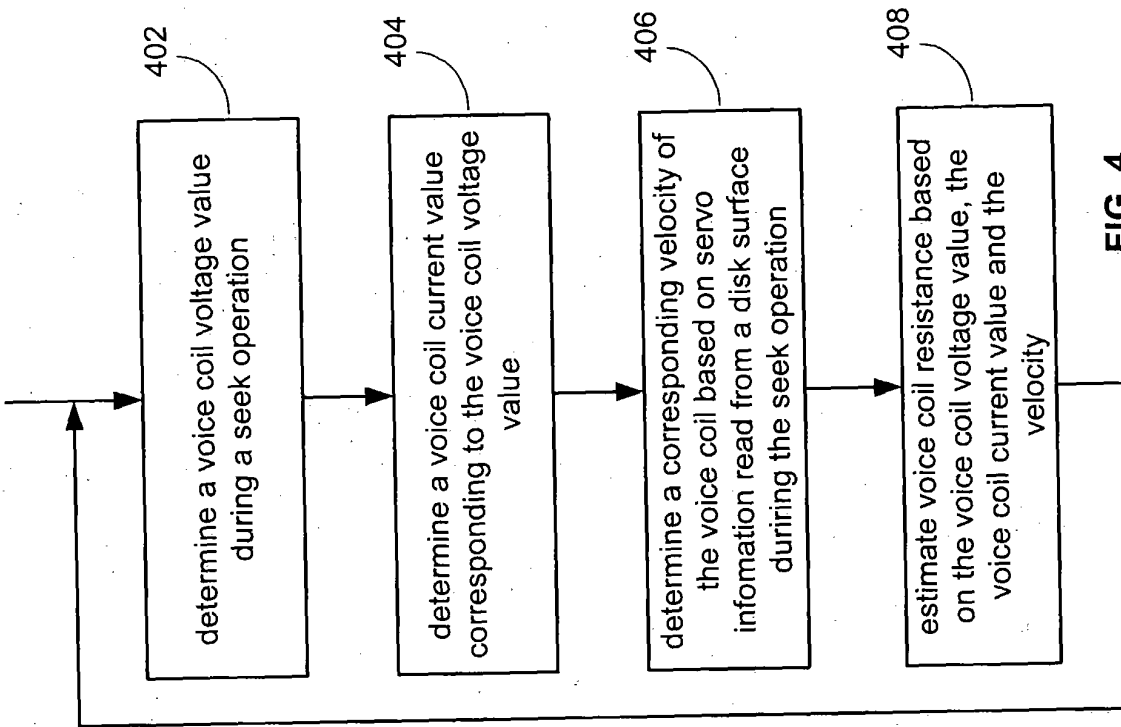 402
determine a voice coil voltage value
during a seek operation
404
determine a voice coil current value
corresponding to the voice coil voltage
value
406
determine a corresponding velocity of
the voice coil based on servo
infomation read from a disk surface
duriring the seek operation
408
estimate voice coil resistance based
on the voice coil voltage value, the
voice coil current value and the
velocity
FIG. 4